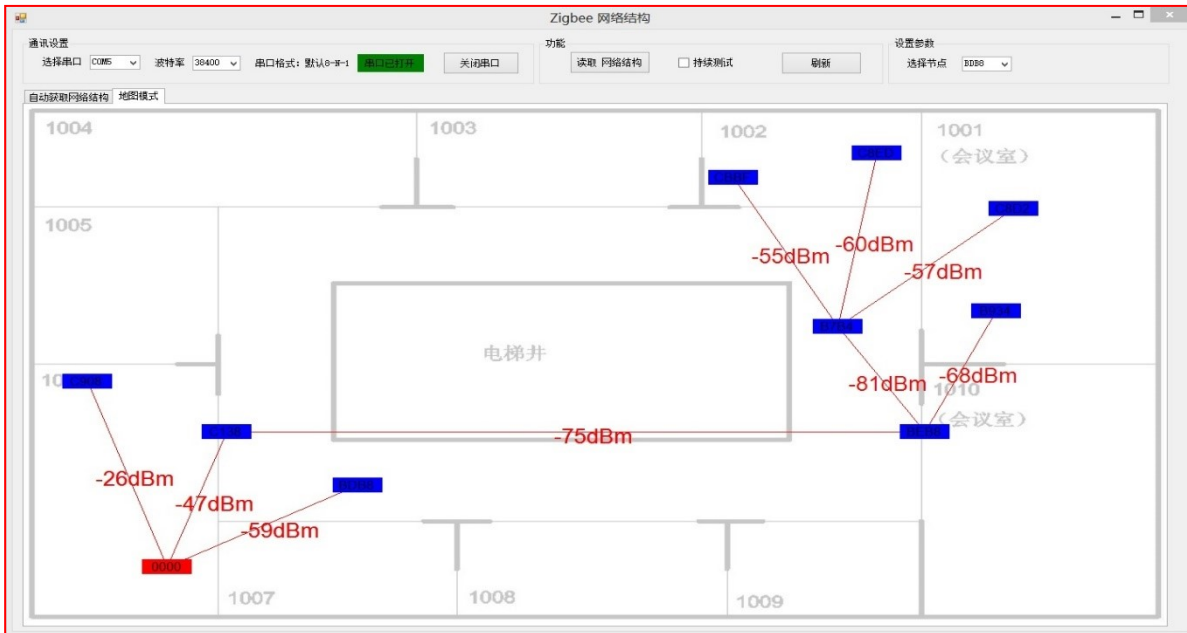 Zigbee 网络结构
通讯设置
选择串口 COM5 波特率 38400 串口格式：默认8-N-1 串口已打开 关闭串口
功能
读取 网络结构 持续测试 刷新
设置参数
选择节点 BDB8
自动获取网络结构 地图模式
1004
1003
1002
1001
（会议室）
1005
-55dBm
-60dBm
-57dBm
电梯井
-81dBm
-68dBm
1010
（会议室）
-75dBm
-26dBm
-47dBm
-59dBm
0000
1007
1008
1009